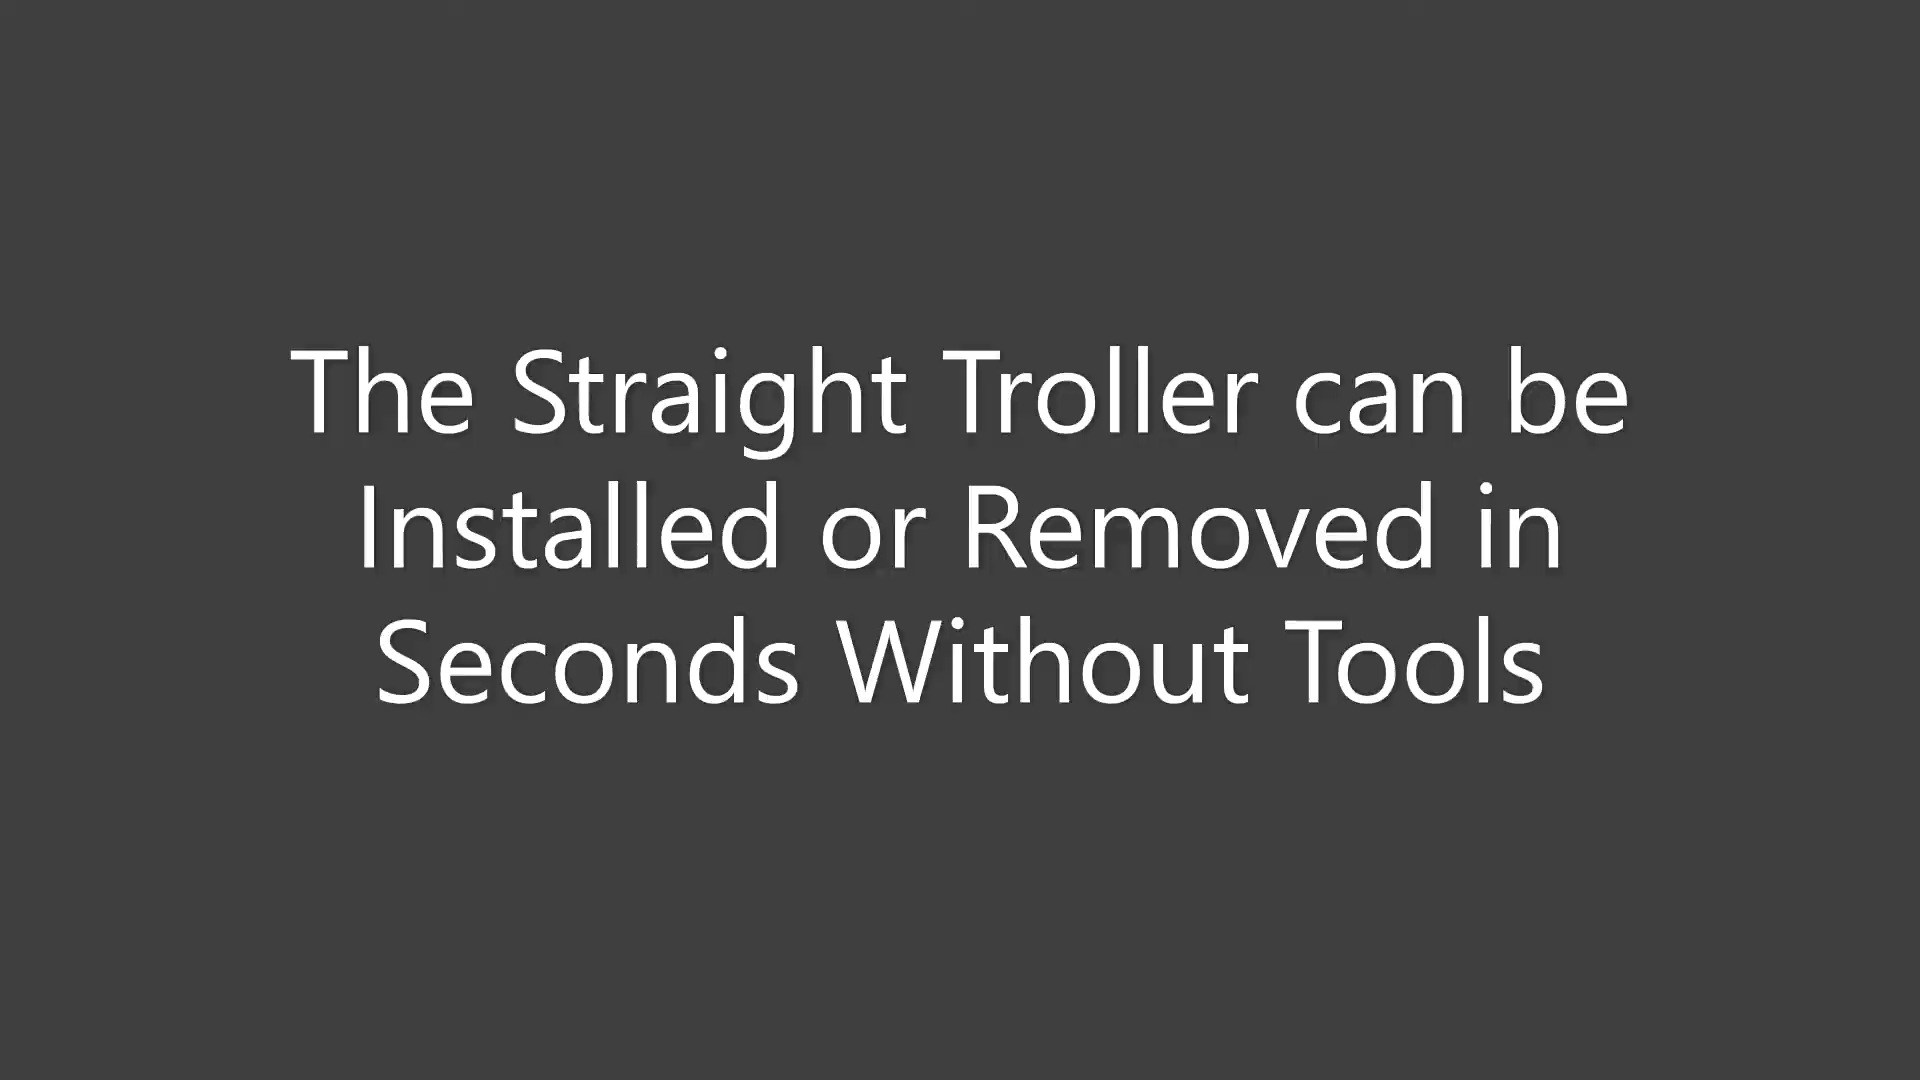 The Straight Troller can be
Installed or Removed in
Seconds Without Tools